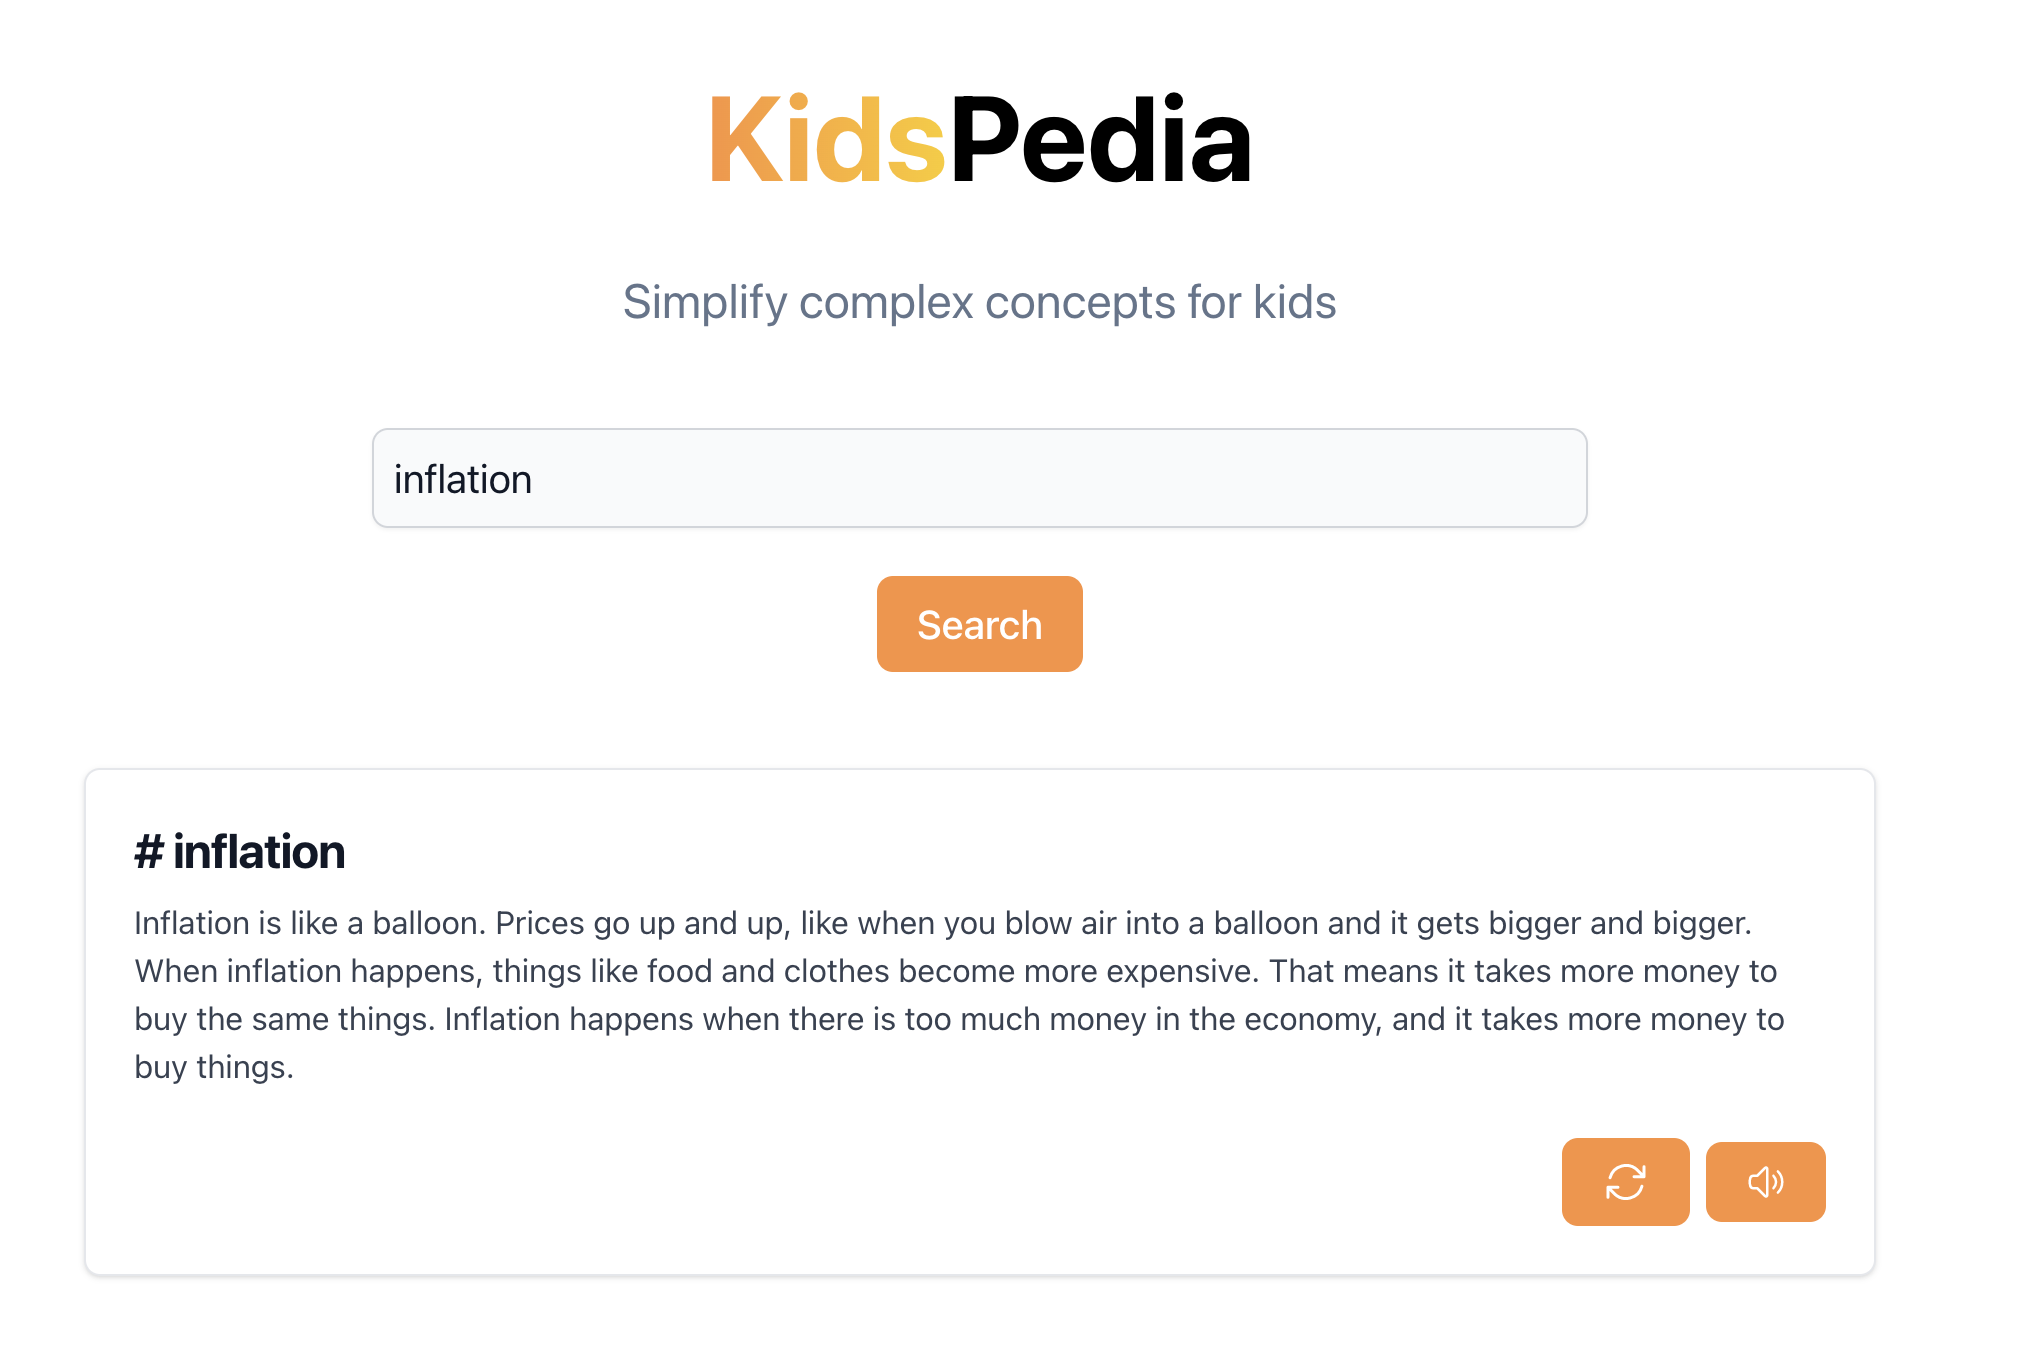 KidsPedia
Simplify complex concepts for kids
inflation
Search
# inflation
Inflation is like a balloon. Prices go up and up, like when you blow air into a balloon and it gets bigger and bigger.
When inflation happens, things like food and clothes become more expensive. That means it takes more money to
buy the same things. Inflation happens when there is too much money in the economy, and it takes more money to
buy things.